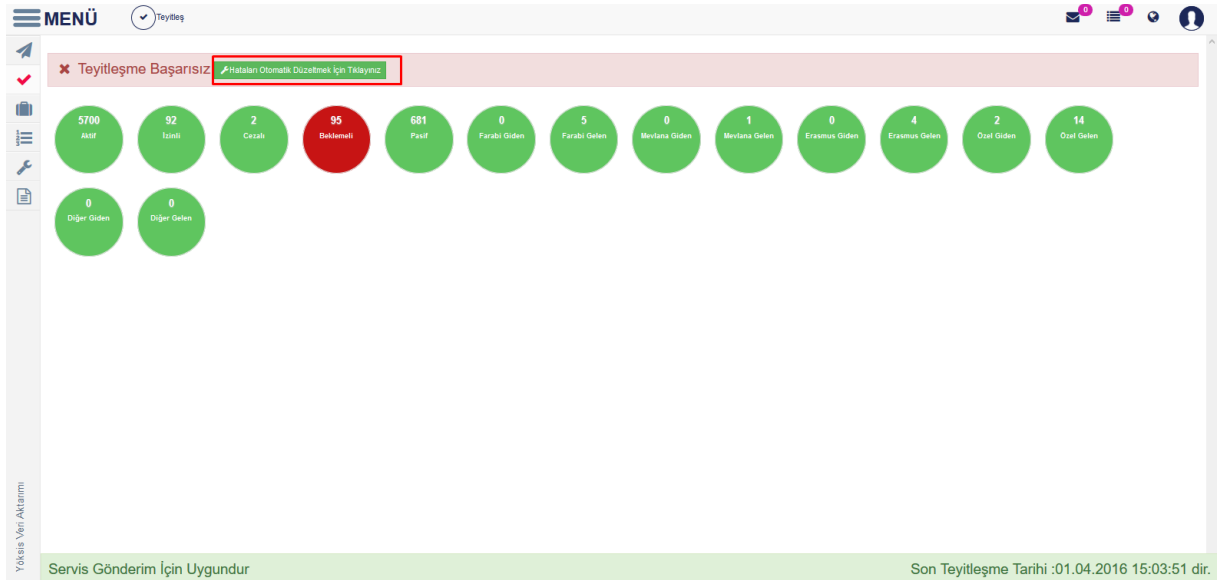 MENÜ
Teyitleş
0
0
Teyitleşme Başarısız
Hataları Otomatik Düzeltmek İçin Tıklayınız
5700
Aktif
92
İzinli
2
Cezalı
95
Beklemeli
681
Pasif
0
Farabi Giden
5
Farabi Gelen
0
Mevlana Giden
1
Mevlana Gelen
0
Erasmus Giden
4
Erasmus Gelen
2
Özel Giden
14
Özel Gelen
0
Diğer Giden
0
Diğer Gelen
Yöksis Veri Aktarımı
Servis Gönderim İçin Uygundur
Son Teyitleşme Tarihi :01.04.2016 15:03:51 dir.